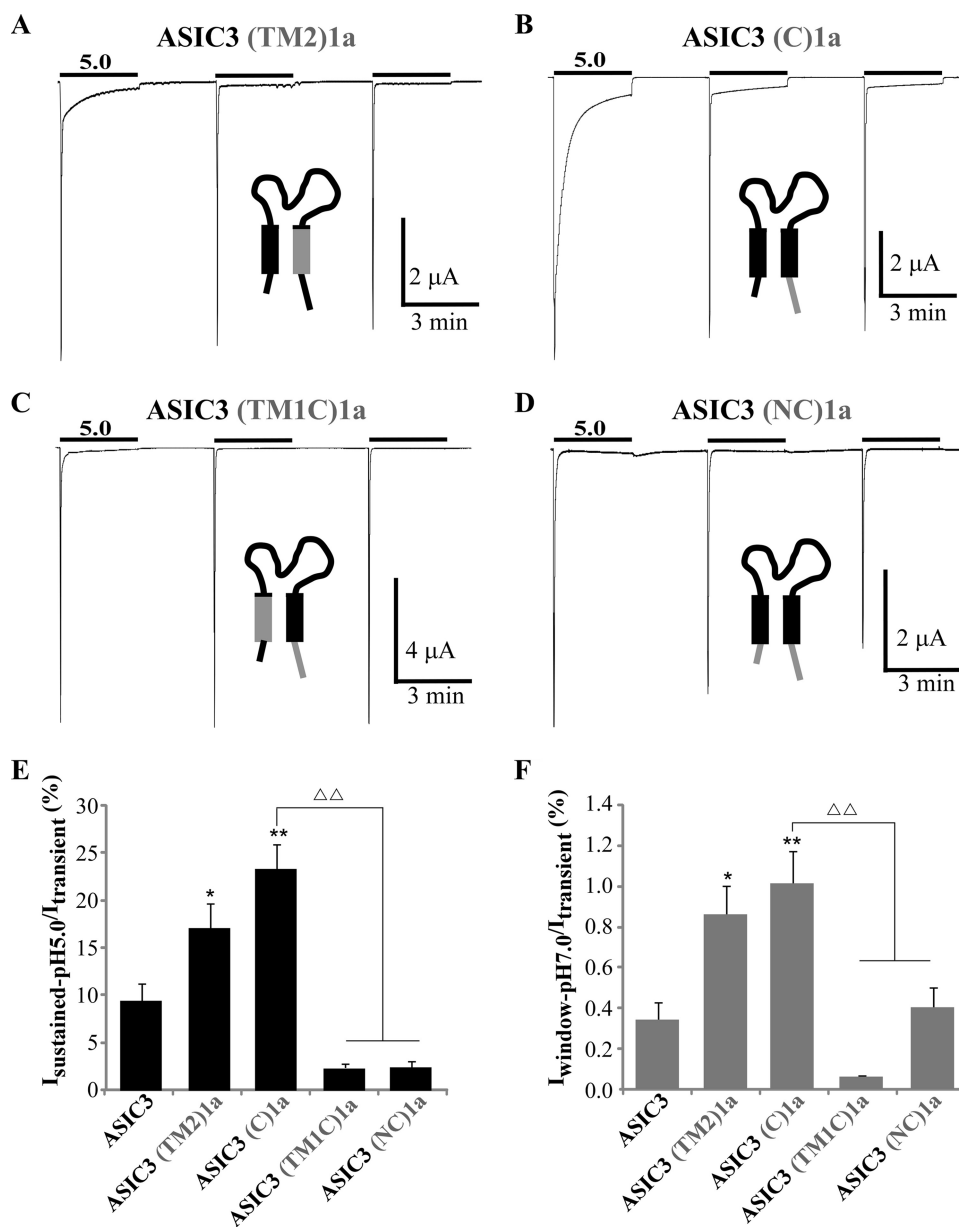 A
ASIC3 (TM2)1a
5.0
2 µA
3 min
B
ASIC3 (C)1a
5.0
2 µA
3 min
C
ASIC3 (TM1C)1a
5.0
4 µA
3 min
D
ASIC3 (NC)1a
5.0
2 µA
3 min
E
Isustained-pH5.0/Itransient (%)
30
25
20
15
10
5
0
*
**
△△
ASIC3
ASIC3 (TM2)1a
ASIC3 (C)1a
ASIC3 (TM1C)1a
ASIC3 (NC)1a
F
Iwindow-pH7.0/Itransient (%)
1.4
1.2
1.0
0.8
0.6
0.4
0.2
0.0
*
**
△△
ASIC3
ASIC3 (TM2)1a
ASIC3 (C)1a
ASIC3 (TM1C)1a
ASIC3 (NC)1a